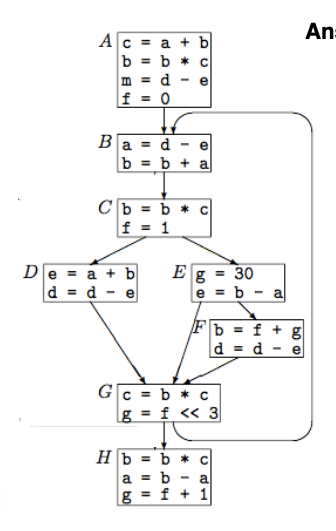 Ans
A
c = a + b
b = b * c
m = d - e
f = 0
B
a = d - e
b = b + a
C
b = b * c
f = 1
D
e = a + b
d = d - e
E
g = 30
e = b - a
F
b = f + g
d = d - e
G
c = b * c
g = f << 3
H
b = b * c
a = b - a
g = f + 1